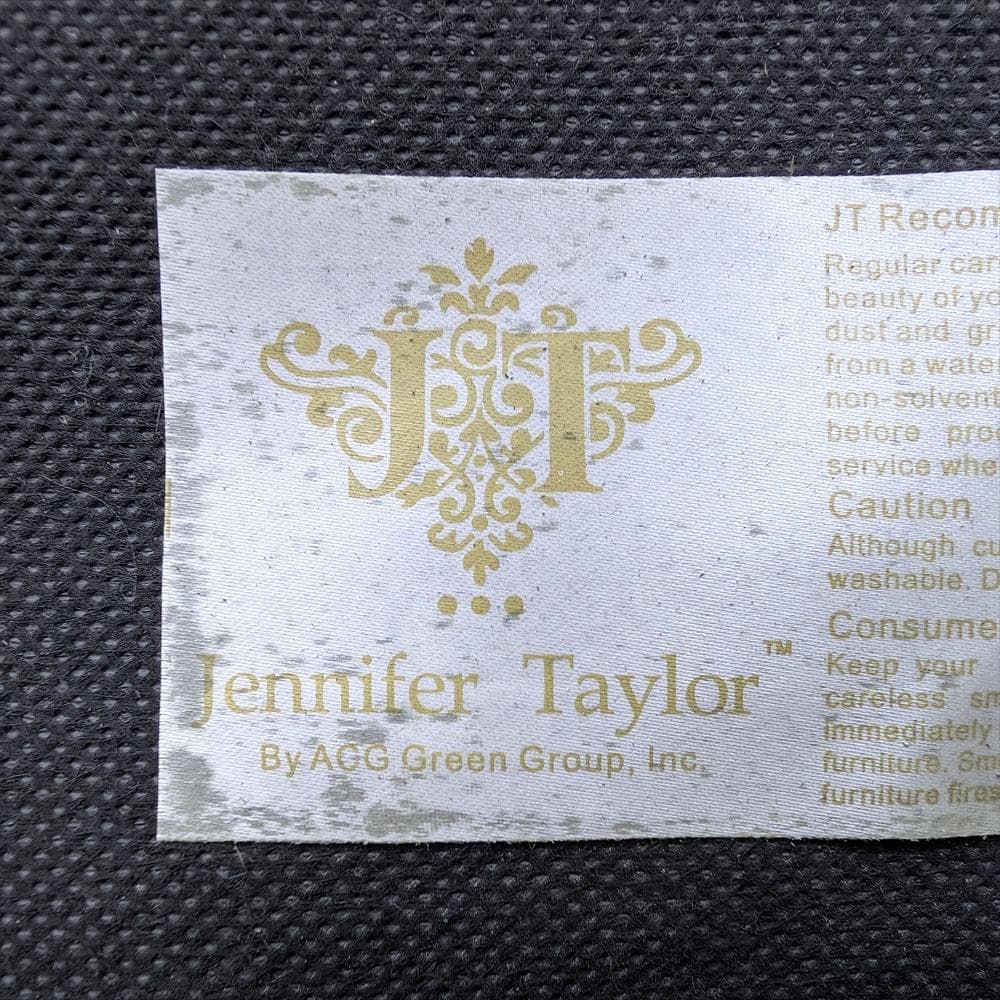 JT
Jennifer Taylor™
By ACG Green Group, Inc.
JT Recom
Regular car
beauty of yo
dust and gr
from a wate
non-solvent
before pro
service whe
Caution
Although cu
washable. D
Consume
Keep your
careless sm
immediately
furniture. Sm
furniture fires